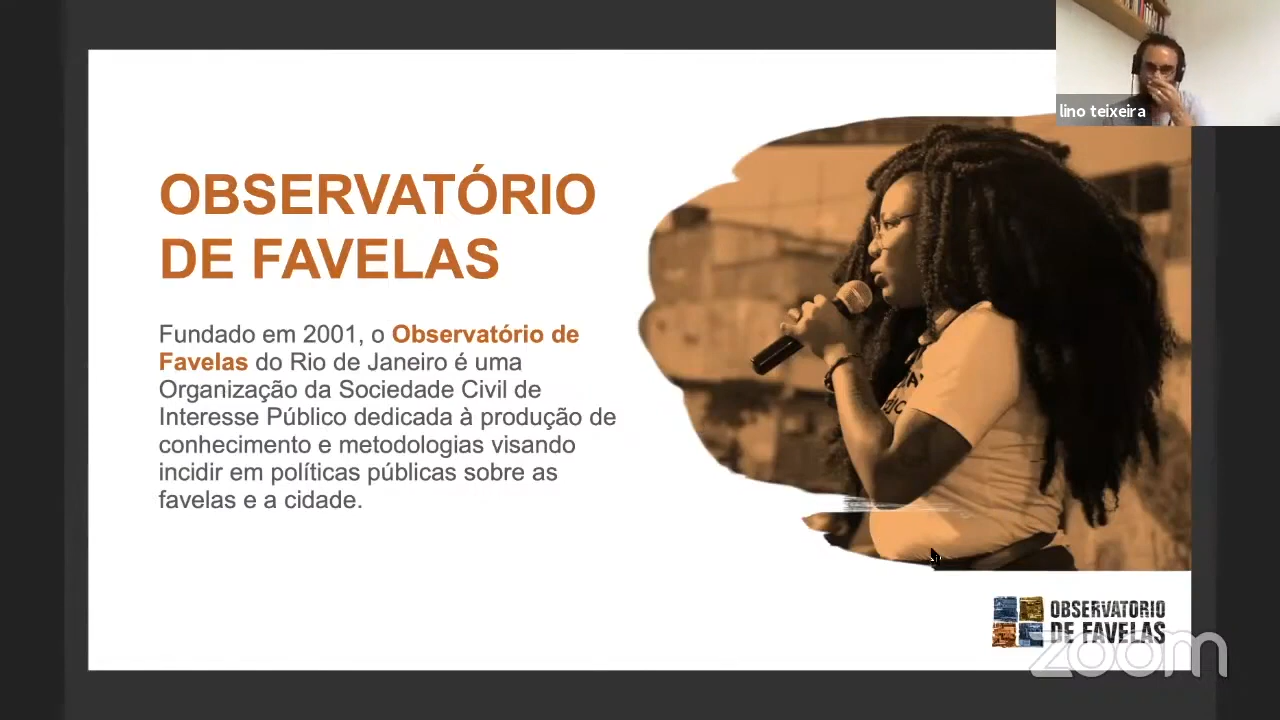 lino teixeira
OBSERVATÓRIO
DE FAVELAS
Fundado em 2001, o Observatório de
Favelas do Rio de Janeiro é uma
Organização da Sociedade Civil de
Interesse Público dedicada à produção de
conhecimento e metodologias visando
incidir em políticas públicas sobre as
favelas e a cidade.
OBSERVATORIO
DE FAVELAS
zoom